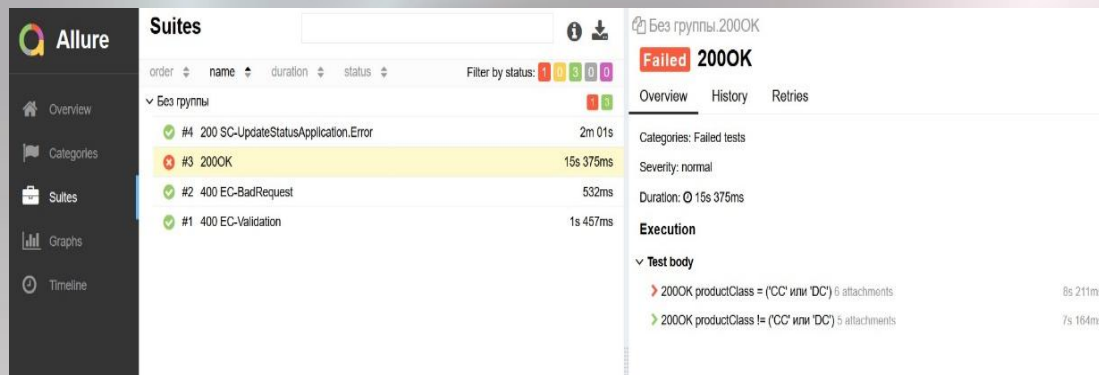 Allure
Overview
Categories
Suites
Graphs
Timeline
Suites
order name duration status Filter by status: 1 0 3 0 0
Без группы 1 3
#4 200 SC-UpdateStatusApplication.Error 2m 01s
#3 200OK 15s 375ms
#2 400 EC-BadRequest 532ms
#1 400 EC-Validation 1s 457ms
Без группы.200OK
Failed 200OK
Overview History Retries
Categories: Failed tests
Severity: normal
Duration: 15s 375ms
Execution
Test body
200OK productClass = ('CC' или 'DC') 6 attachments 8s 211m
200OK productClass != ('CC' или 'DC') 5 attachments 7s 164m